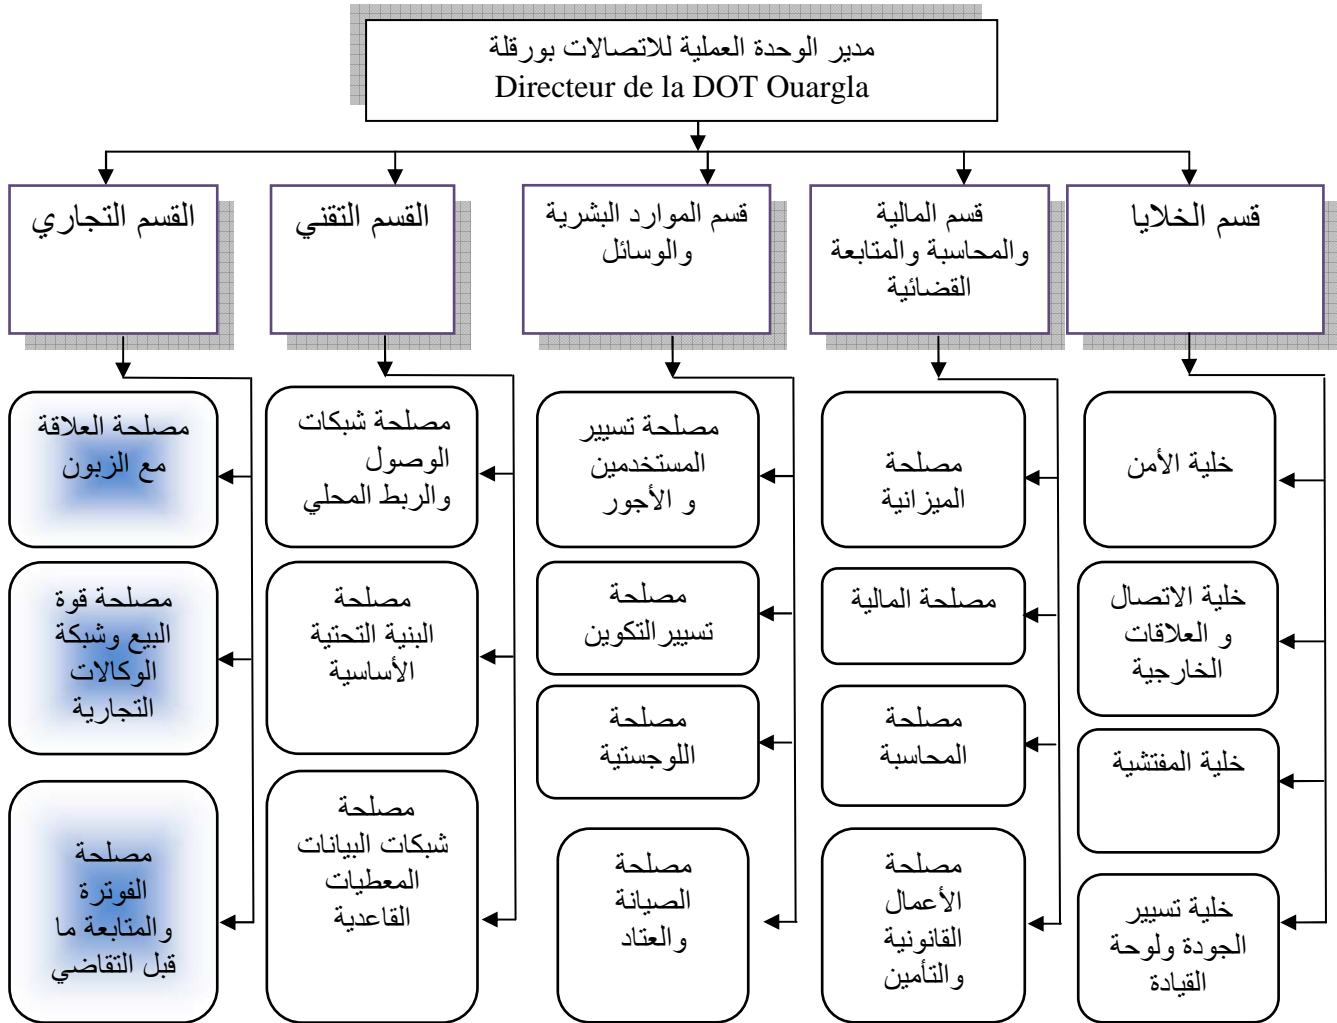 مدير الوحدة العملية للاتصالات بورقلة
Directeur de la DOT Ouargla
قسم الخلايا
قسم المالية
والمحاسبة والمتابعة
القضائية
قسم الموارد البشرية
والوسائل
القسم التقني
القسم التجاري
خلية الأمن
خلية الاتصال
و العلاقات
الخارجية
خلية المفتشية
خلية تسيير
الجودة ولوحة
القيادة
مصلحة
الميزانية
مصلحة المالية
مصلحة
المحاسبة
مصلحة
الأعمال
القانونية
والتأمين
مصلحة تسيير
المستخدمين
و الأجور
مصلحة
تسييرالتكوين
مصلحة
اللوجستية
مصلحة
الصيانة
والعتاد
مصلحة شبكات
الوصول
والربط المحلي
مصلحة
البنية التحتية
الأساسية
مصلحة
شبكات البيانات
المعطيات
القاعدية
مصلحة العلاقة
مع الزبون
مصلحة قوة
البيع وشبكة
الوكالات
التجارية
مصلحة
الفوترة
والمتابعة ما
قبل التقاضي